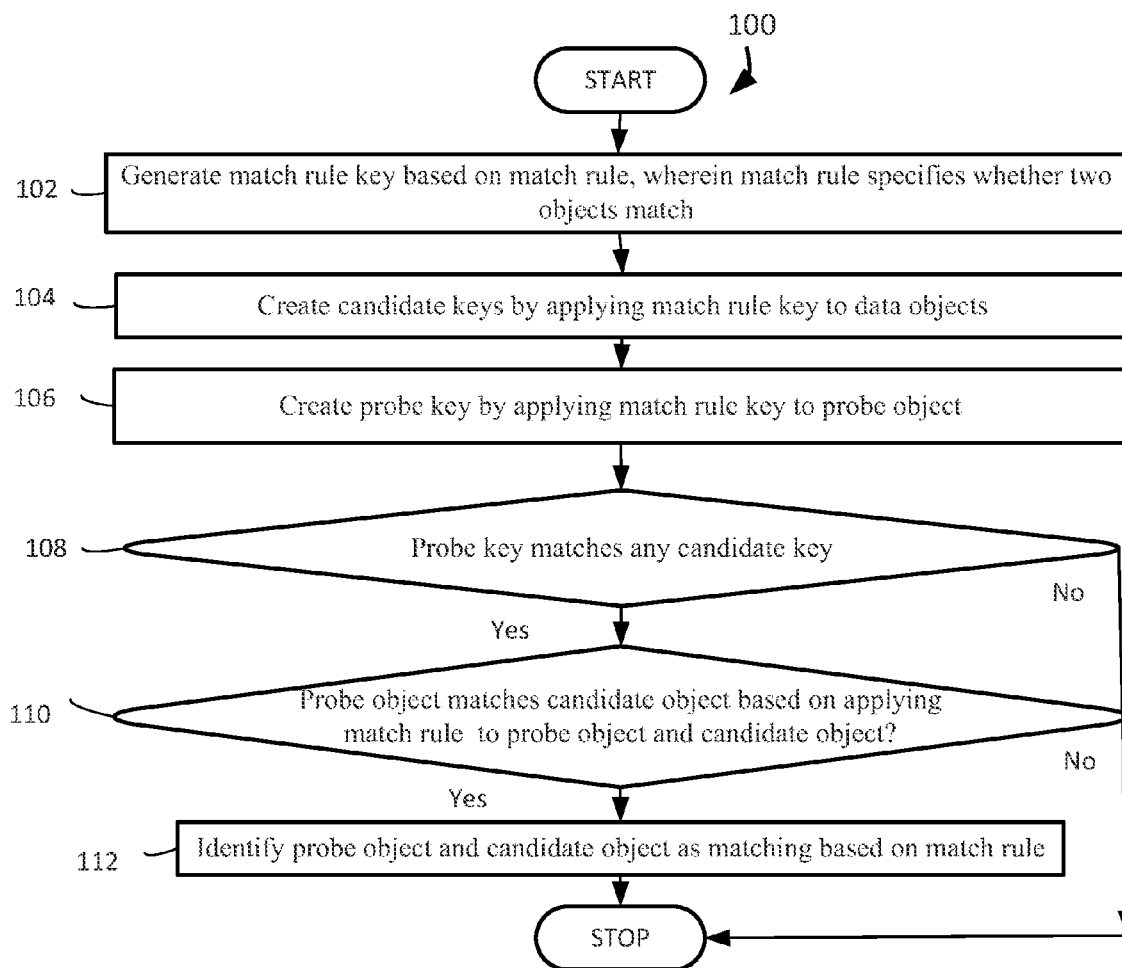 100
START
102
Generate match rule key based on match rule, wherein match rule specifies whether two
objects match
104
Create candidate keys by applying match rule key to data objects
106
Create probe key by applying match rule key to probe object
108
Probe key matches any candidate key
No
Yes
110
Probe object matches candidate object based on applying
match rule to probe object and candidate object?
No
Yes
112
Identify probe object and candidate object as matching based on match rule
STOP